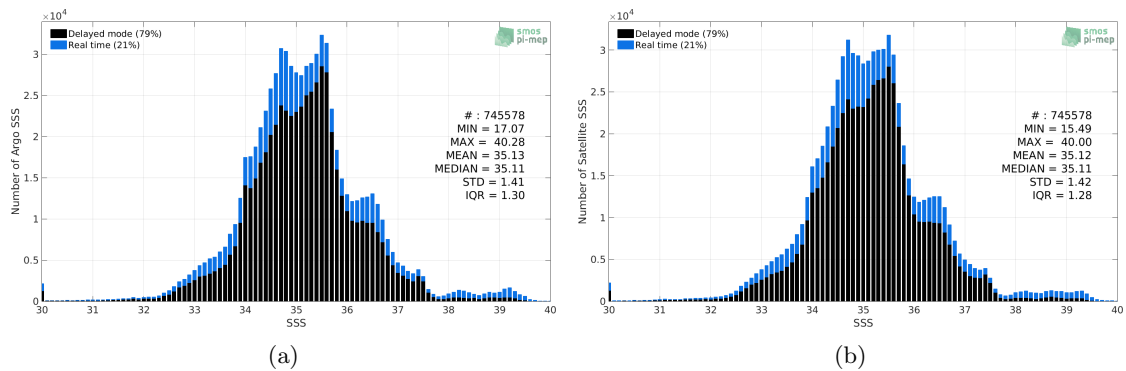 ×10⁴
Delayed mode (79%)
Real time (21%)
smos
pi-mep
3
2.5
2
1.5
1
0.5
0
Number of Argo SSS
# : 745578
MIN = 17.07
MAX = 40.28
MEAN = 35.13
MEDIAN = 35.11
STD = 1.41
IQR = 1.30
30 31 32 33 34 35 36 37 38 39 40
SSS
(a)
×10⁴
Delayed mode (79%)
Real time (21%)
smos
pi-mep
3
2.5
2
1.5
1
0.5
0
Number of Satellite SSS
# : 745578
MIN = 15.49
MAX = 40.00
MEAN = 35.12
MEDIAN = 35.11
STD = 1.42
IQR = 1.28
30 31 32 33 34 35 36 37 38 39 40
SSS
(b)